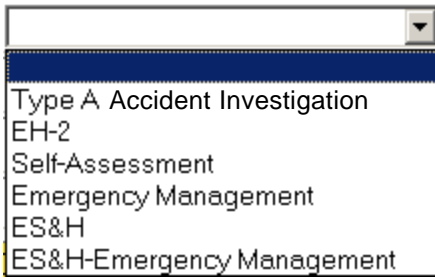 Type A Accident Investigation
EH-2
Self-Assessment
Emergency Management
ES&H
ES&H-Emergency Management